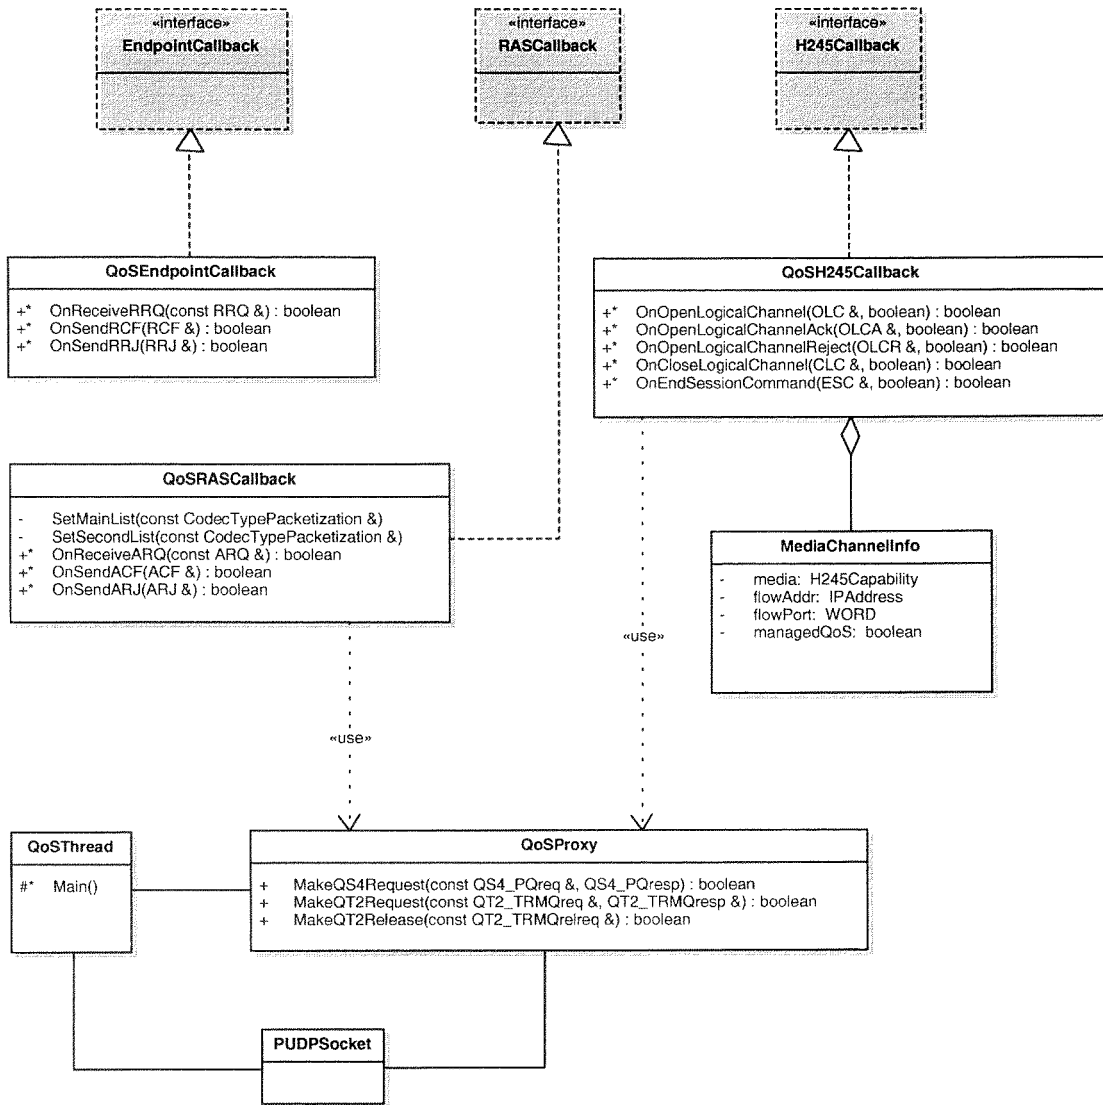 «interface»
EndpointCallback
«interface»
RASCallback
«interface»
H245Callback
QoSEndpointCallback
+* OnReceiveRRQ(const RRQ &) : boolean
+* OnSendRCF(RCF &) : boolean
+* OnSendRRJ(RRJ &) : boolean
QoSH245Callback
+* OnOpenLogicalChannel(OLC &, boolean) : boolean
+* OnOpenLogicalChannelAck(OLCA &, boolean) : boolean
+* OnOpenLogicalChannelReject(OLCR &, boolean) : boolean
+* OnCloseLogicalChannel(CLC &, boolean) : boolean
+* OnEndSessionCommand(ESC &, boolean) : boolean
QoSRASCallback
- SetMainList(const CodecTypePacketization &)
- SetSecondList(const CodecTypePacketization &)
+* OnReceiveARQ(const ARQ &) : boolean
+* OnSendACF(ACF &) : boolean
+* OnSendARJ(ARJ &) : boolean
MediaChannelInfo
- media: H245Capability
- flowAddr: IPAddress
- flowPort: WORD
- managedQoS: boolean
«use»
«use»
QoSThread
#* Main()
QoSProxy
+ MakeQS4Request(const QS4_PQreq &, QS4_PQresp) : boolean
+ MakeQT2Request(const QT2_TRMQreq &, QT2_TRMQresp &) : boolean
+ MakeQT2Release(const QT2_TRMQrelreq &) : boolean
PUDPSocket